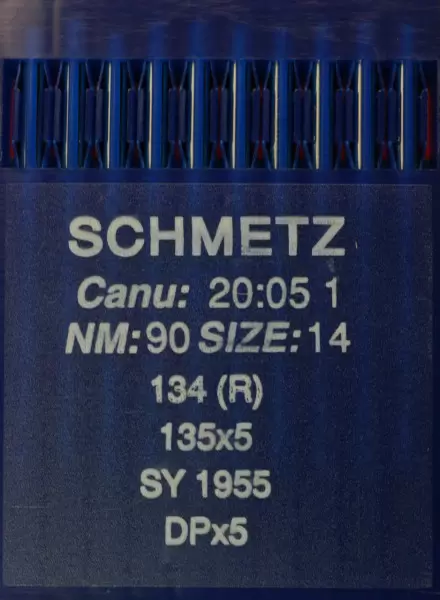 SCHMETZ
Canu: 20:05 1
NM: 90 SIZE: 14
134 (R)
135x5
SY 1955
DPx5